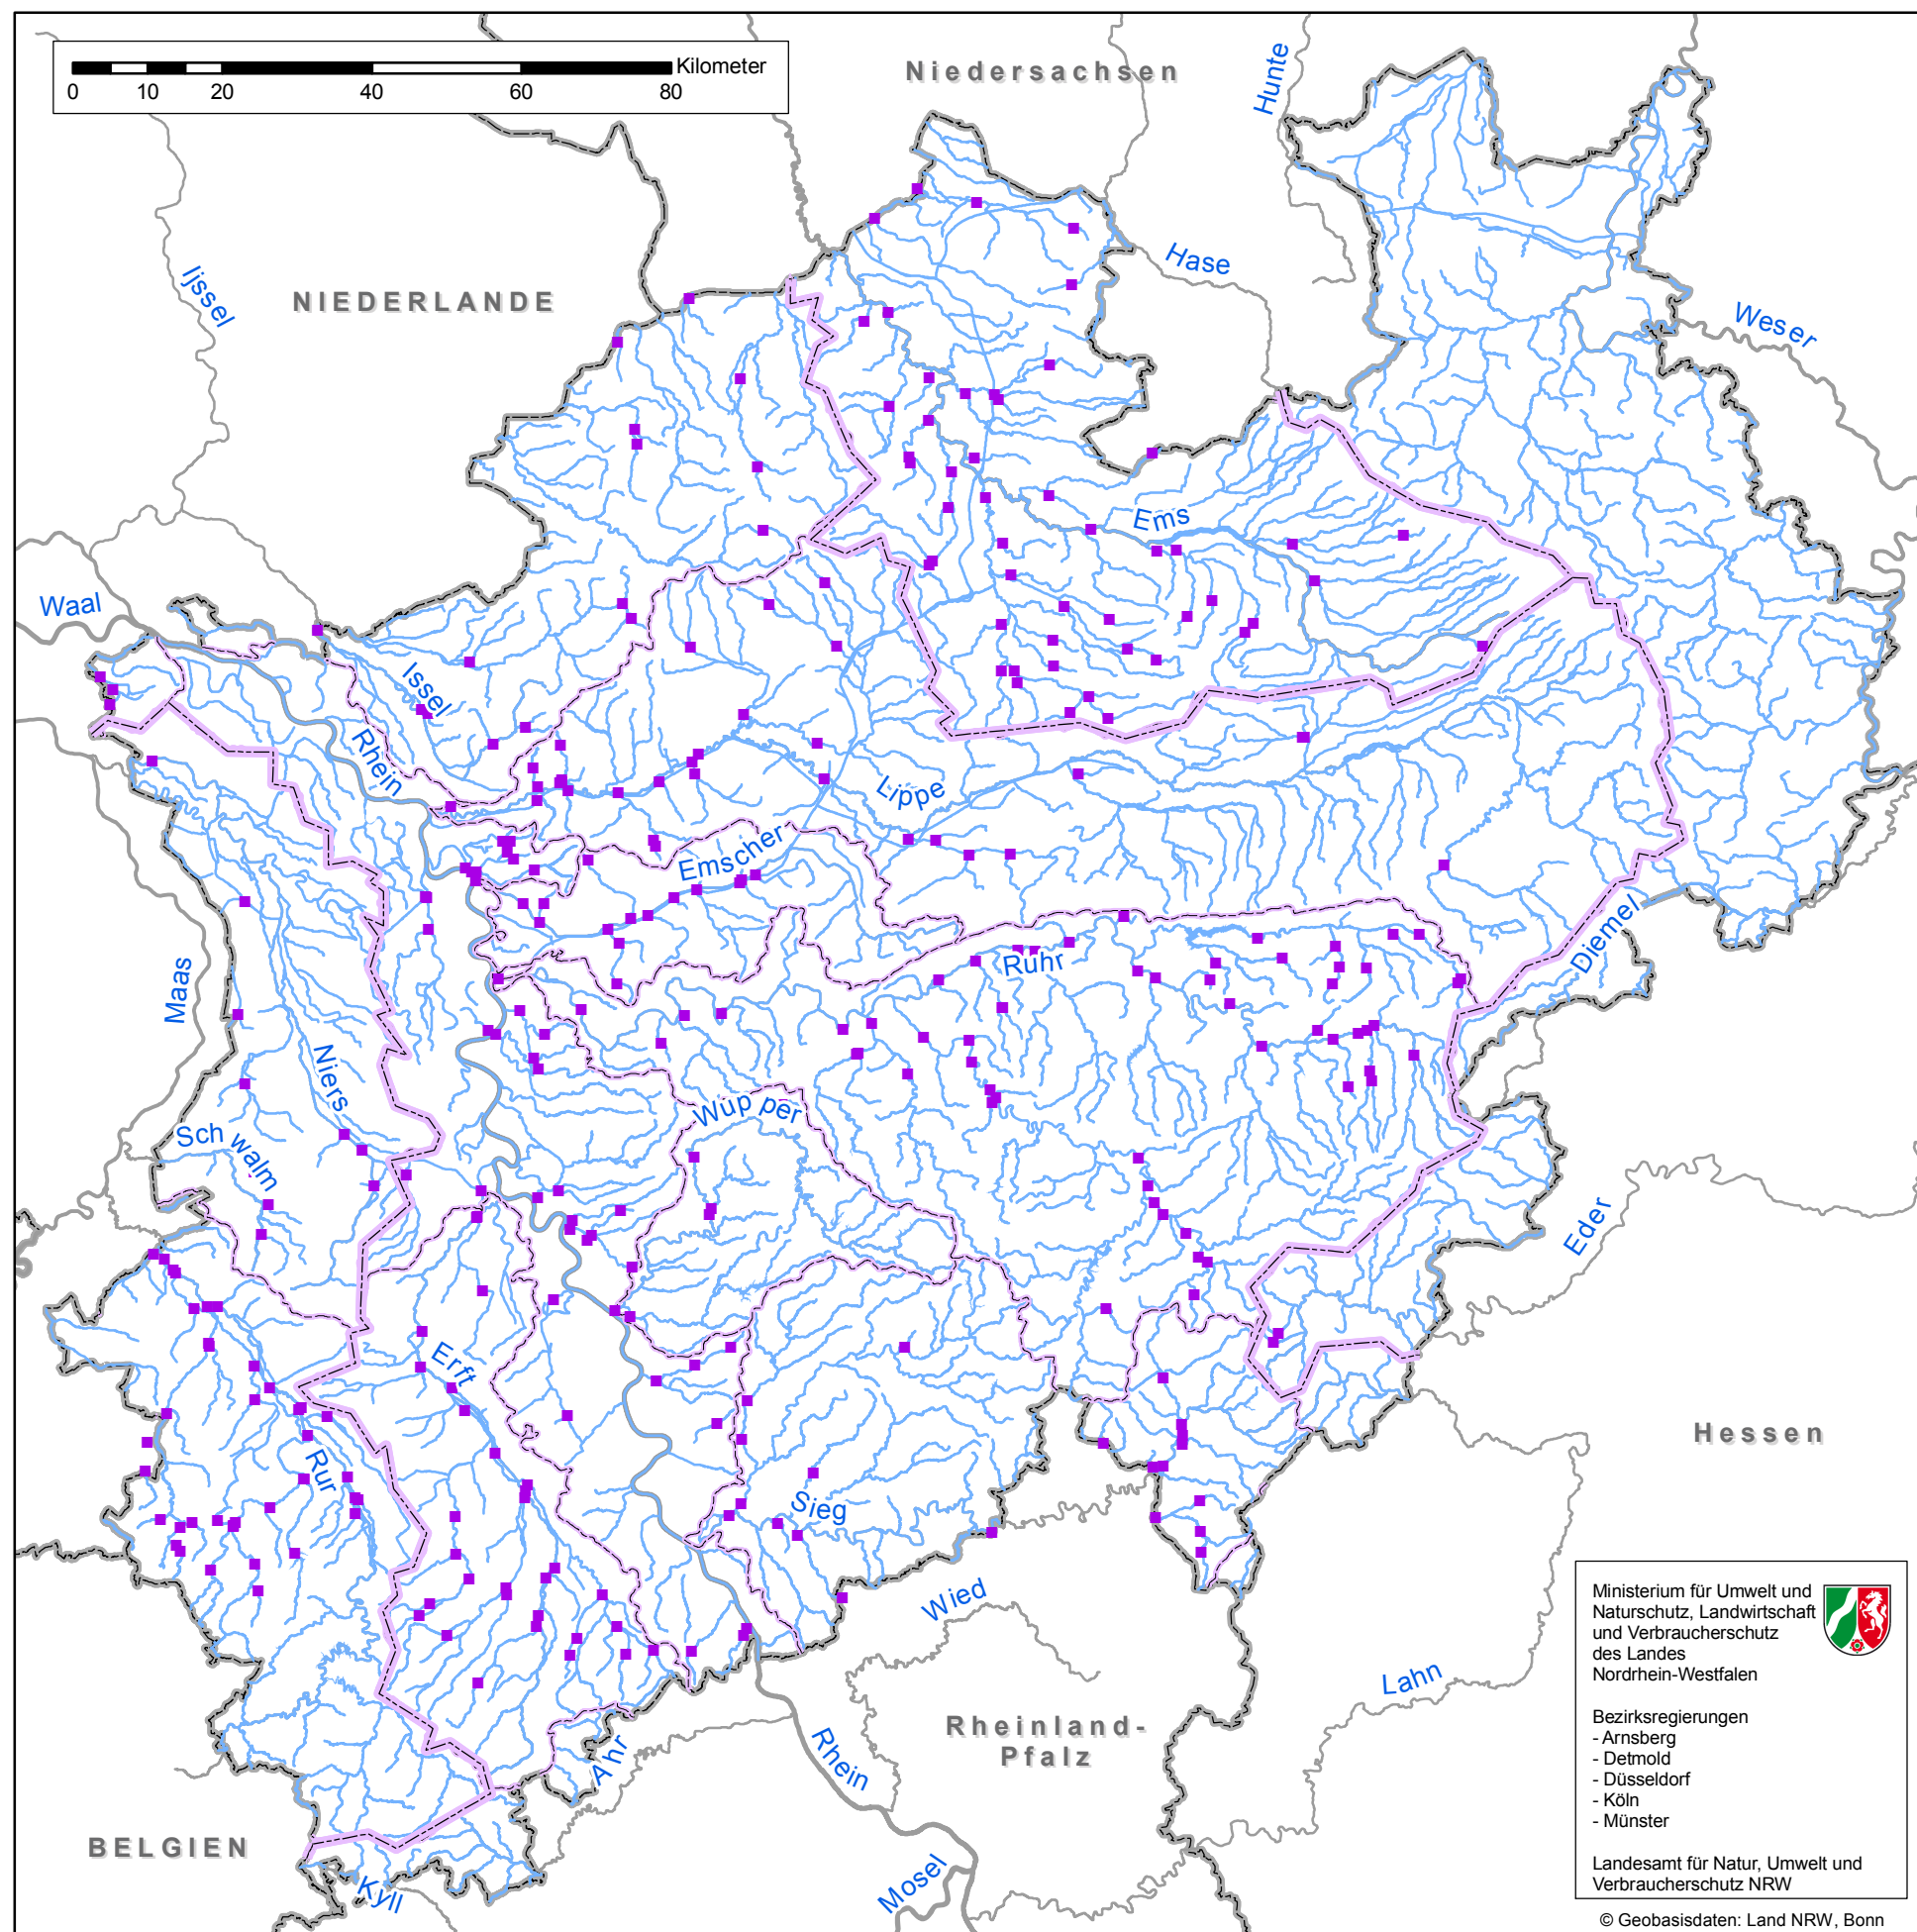 Kilometer
0 10 20 40 60 80
Niedersachsen
Hunte
Hase
Ijssel
NIEDERLANDE
Weser
Ems
Waal
Issel
Rhein
Lippe
Emscher
Diemel
Ruhr
Maas
Niers
Wup per
Sch walm
Eder
Erft
Hessen
Rur
Sieg
Wied
Lahn
Rheinland-
Pfalz
Rhein
Ahr
BELGIEN
Mosel
Kyll
Ministerium für Umwelt und
Naturschutz, Landwirtschaft
und Verbraucherschutz
des Landes
Nordrhein-Westfalen
Bezirksregierungen
- Arnsberg
- Detmold
- Düsseldorf
- Köln
- Münster
Landesamt für Natur, Umwelt und
Verbraucherschutz NRW
© Geobasisdaten: Land NRW, Bonn